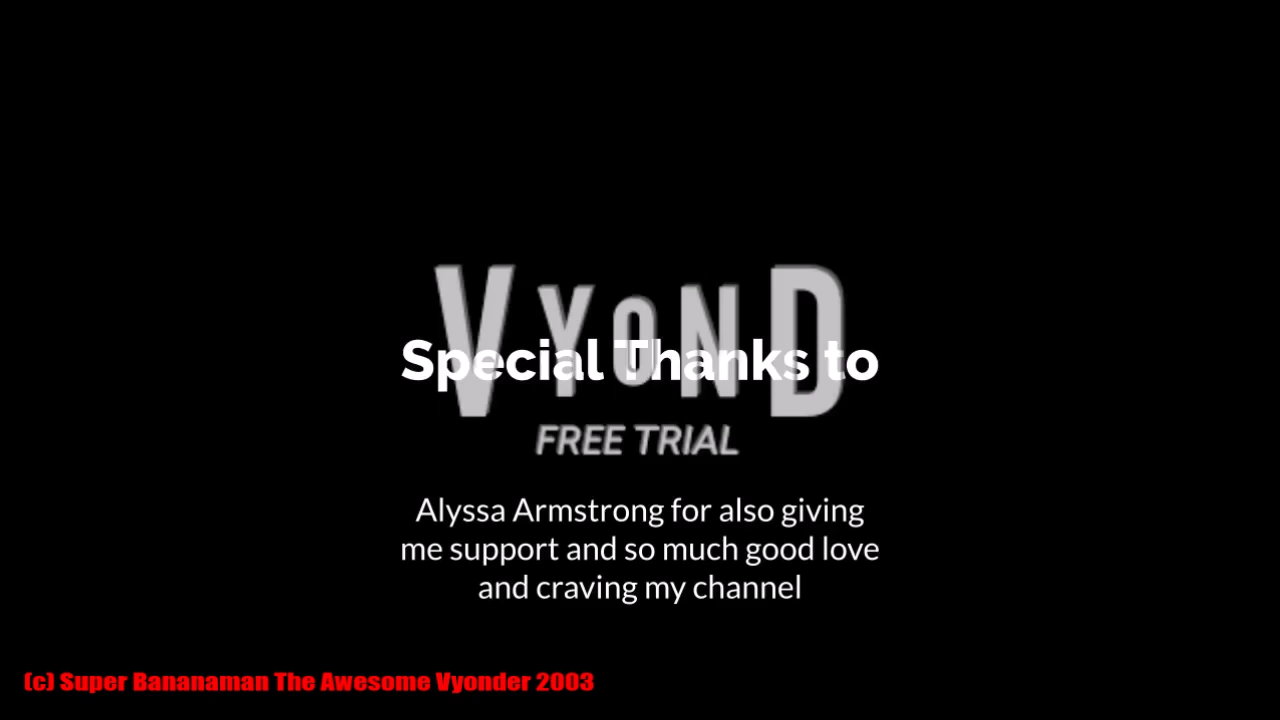 VYOND
Special Thanks to
FREE TRIAL
Alyssa Armstrong for also giving
me support and so much good love
and craving my channel
(c) Super Bananaman The Awesome Vyonder 2003